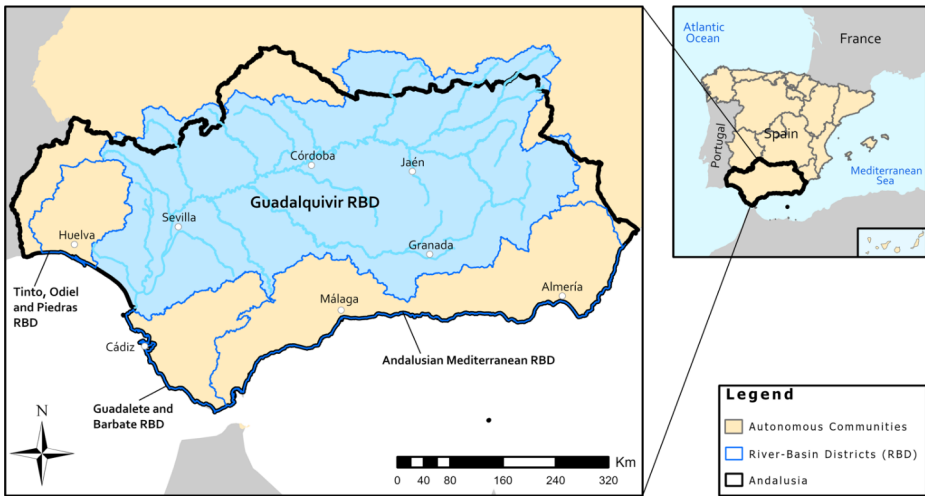 Córdoba
Jaén
Guadalquivir RBD
Sevilla
Huelva
Granada
Tinto, Odiel
and Piedras
RBD
Almería
Málaga
Cádiz
Andalusian Mediterranean RBD
Guadalete and
Barbate RBD
N
Km
0 40 80 160 240 320
Atlantic
Ocean
France
Portugal
Spain
Mediterranean
Sea
Legend
Autonomous Communities
River-Basin Districts (RBD)
Andalusia